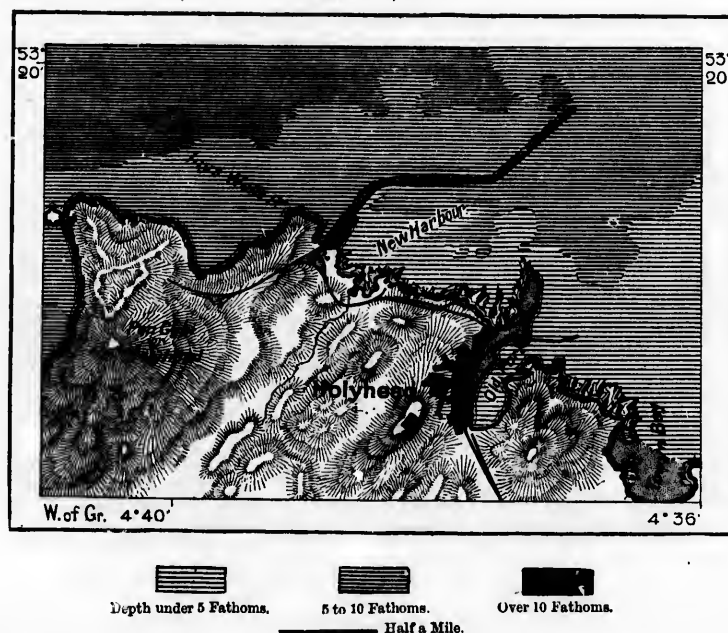 53°
20'
53°
20'
New Harbour
Holyhead
W. of Gr. 4°40'
4°36'
Depth under 5 Fathoms.
5 to 10 Fathoms.
Over 10 Fathoms.
Half a Mile.